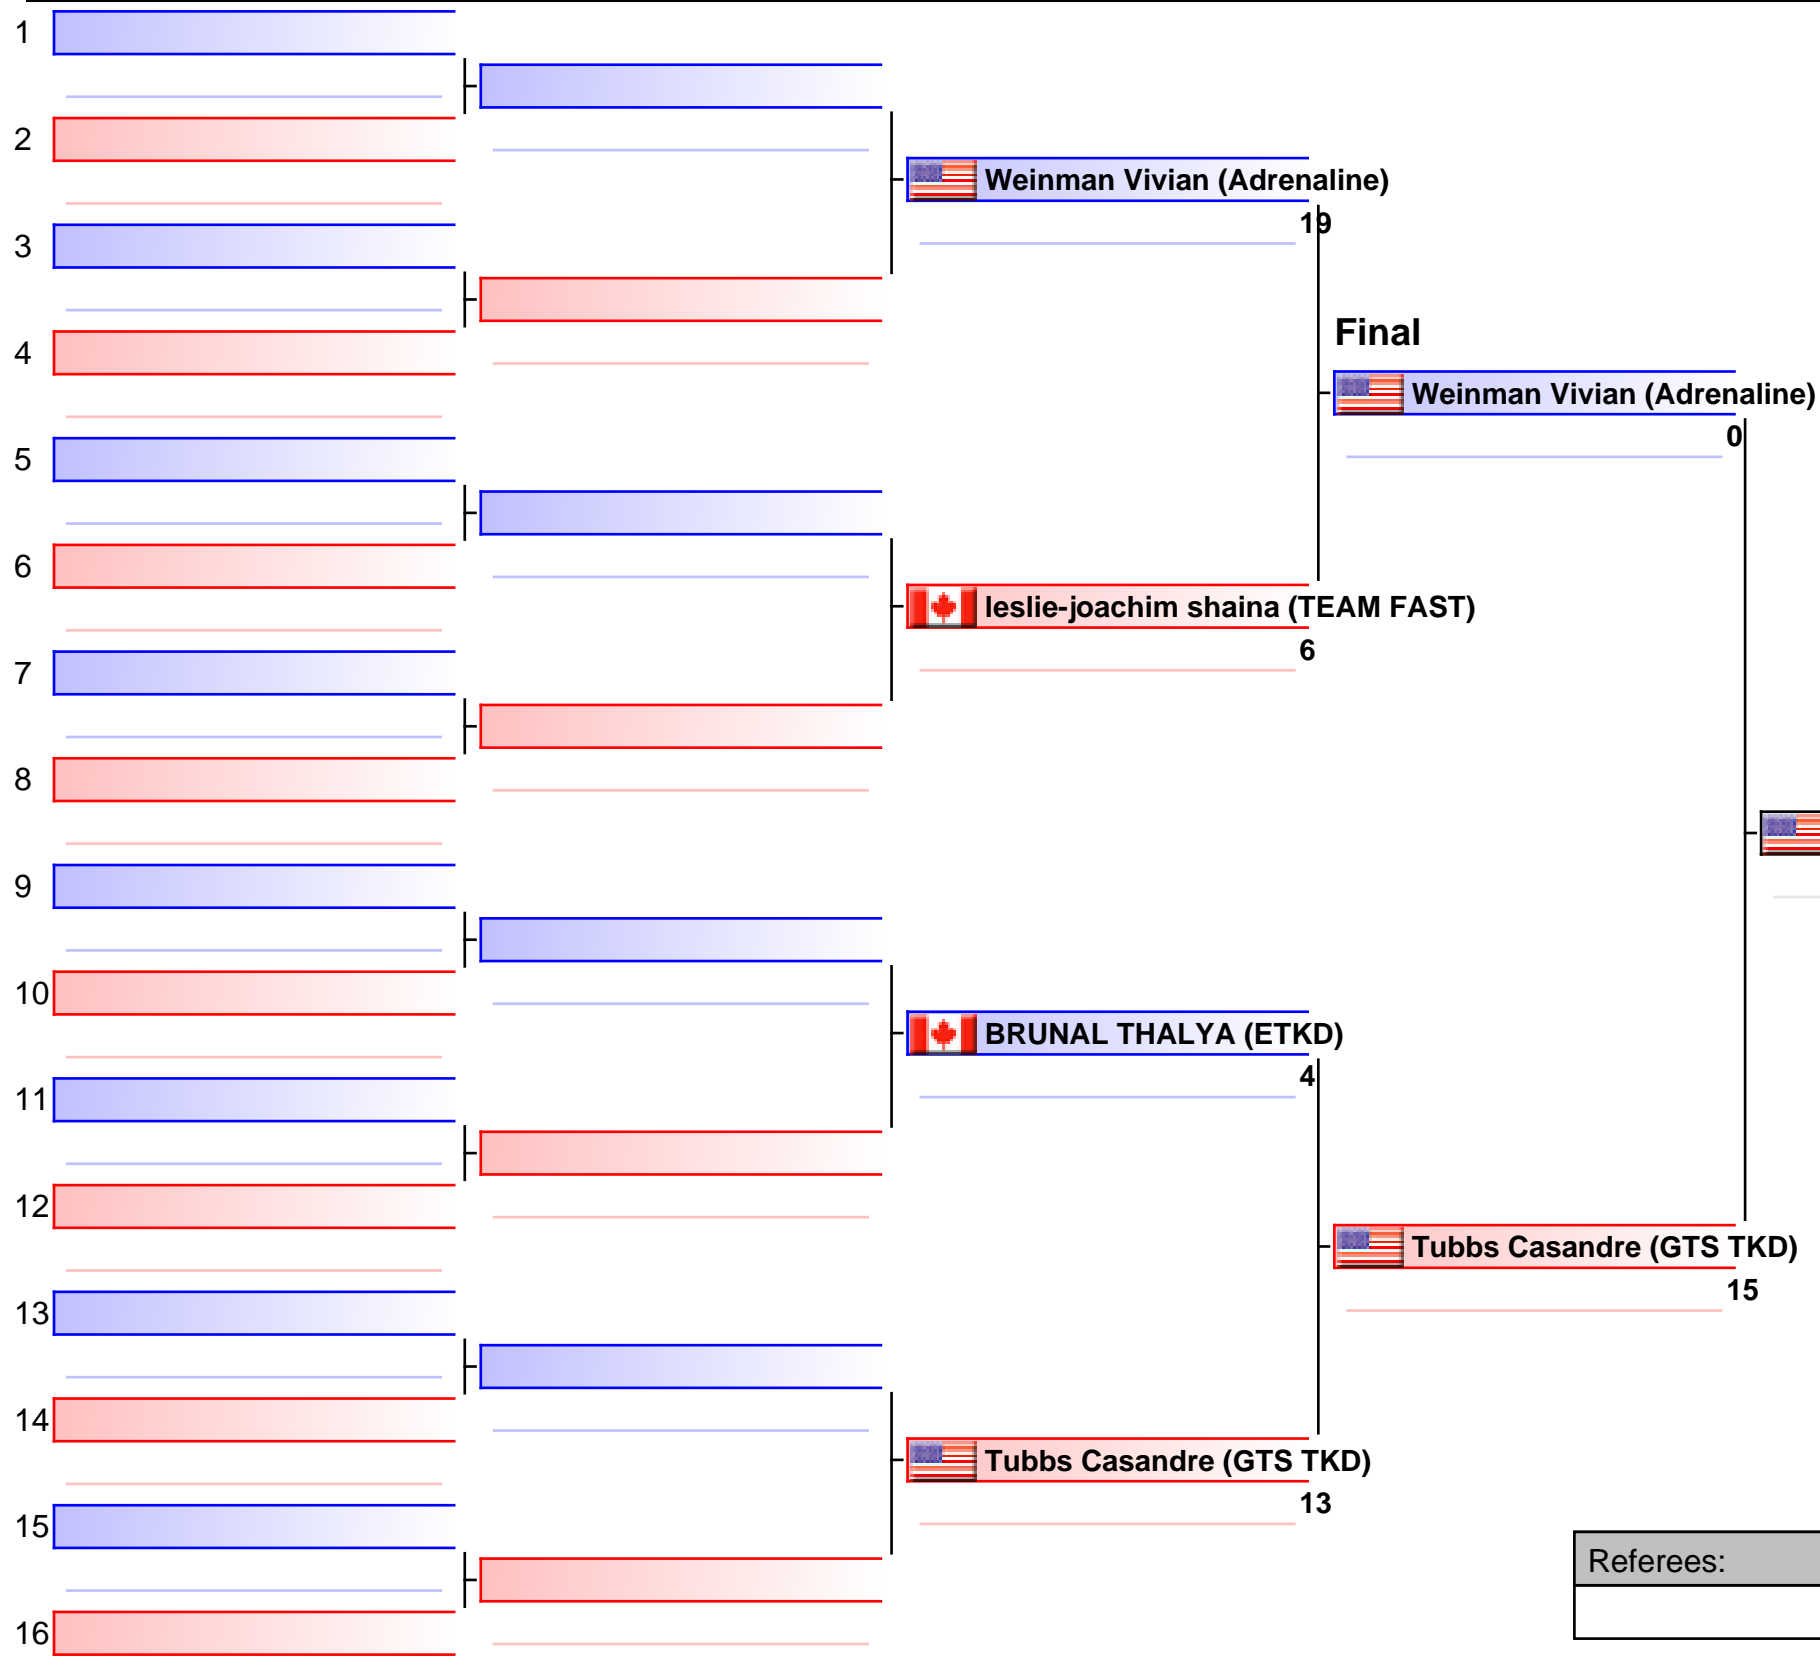 1
2
Weinman Vivian (Adrenaline)
19
3
Final
4
Weinman Vivian (Adrenaline)
0
5
6
leslie-joachim shaina (TEAM FAST)
6
7
8
9
10
BRUNAL THALYA (ETKD)
4
11
12
Tubbs Casandre (GTS TKD)
15
13
14
Tubbs Casandre (GTS TKD)
13
15
Referees:
16